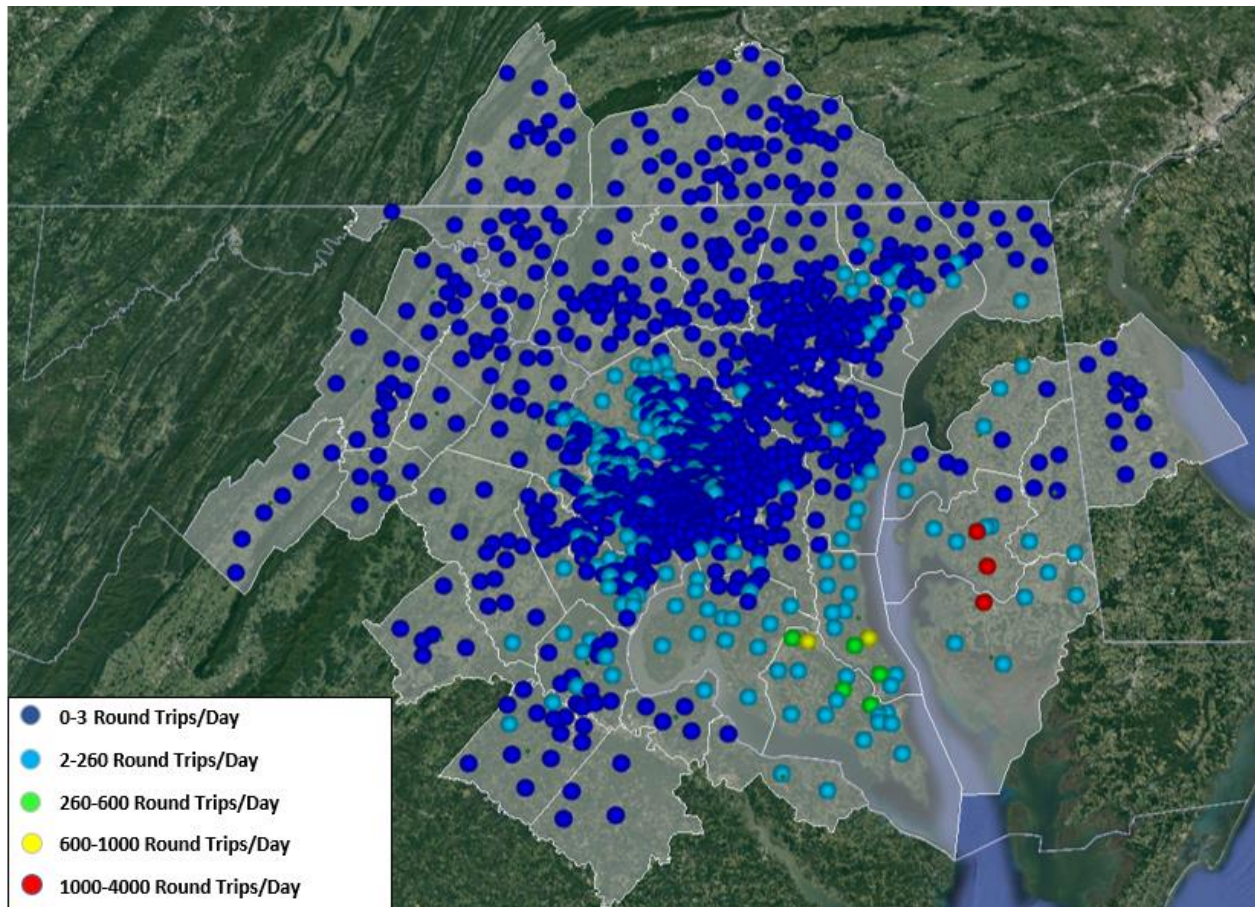 0-3 Round Trips/Day
2-260 Round Trips/Day
260-600 Round Trips/Day
600-1000 Round Trips/Day
1000-4000 Round Trips/Day